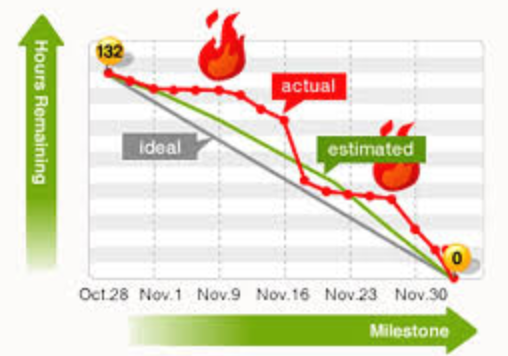 132
Hours Remaining
actual
ideal
estimated
0
Oct.28 Nov.1 Nov.9 Nov.16 Nov.23 Nov.30
Milestone